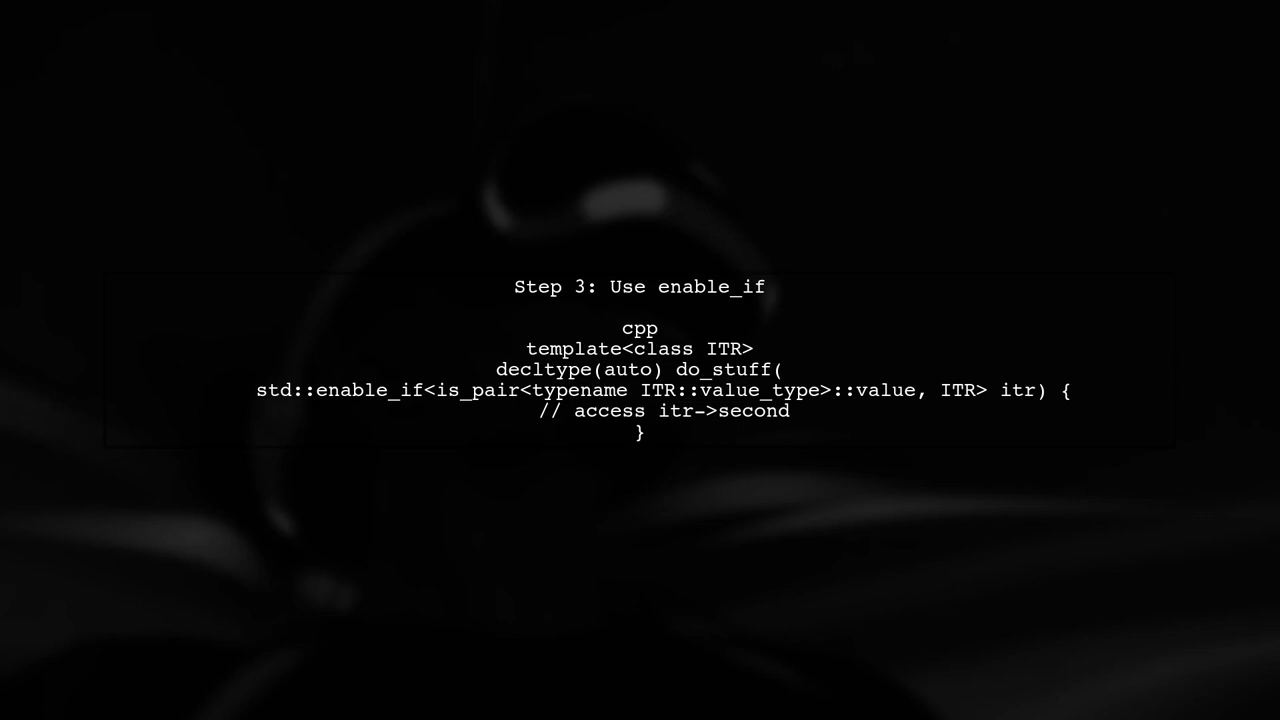 Step 3: Use enable_if
cpp
template<class ITR>
decltype(auto) do_stuff(
std::enable_if<is_pair<typename ITR::value_type>::value, ITR> itr) {
// access itr->second
}